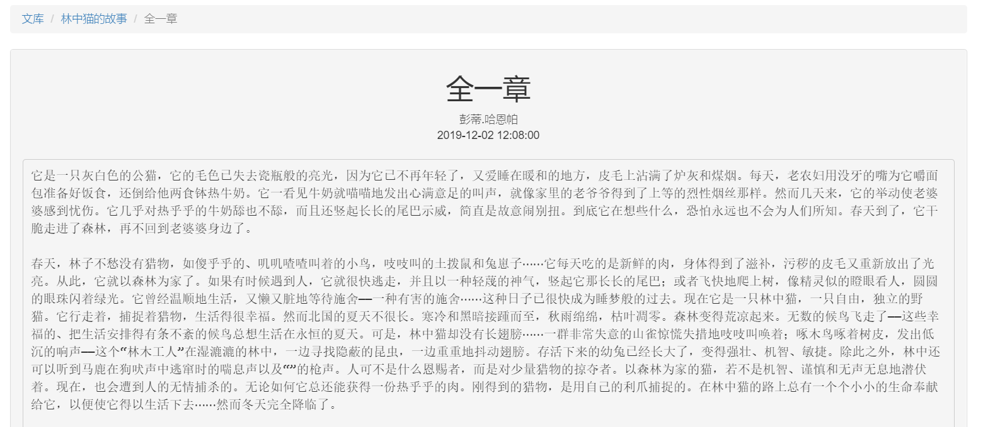 文库 / 林中猫的故事 / 全一章
全一章
彭蒂.哈恩帕
2019-12-02 12:08:00
它是一只灰白色的公猫，它的毛色已失去瓷瓶般的亮光，因为它已不再年轻了，又爱睡在暖和的地方，皮毛上沾满了炉灰和煤烟。每天，老农妇用没牙的嘴为它嚼面
包准备好饭食，还倒给他两食钵热牛奶。它一看见牛奶就喵喵地发出心满意足的叫声，就像家里的老爷爷得到了上等的烈性烟丝那样。然而几天来，它的举动使老婆
婆感到忧伤。它几乎对热乎乎的牛奶舔也不舔，而且还竖起长长的尾巴示威，简直是故意闹别扭。到底它在想些什么，恐怕永远也不会为人们所知。春天到了，它干
脆走进了森林，再不回到老婆婆身边了。
春天，林子不愁没有猎物，如傻乎乎的、叽叽喳喳叫着的小鸟，吱吱叫的土拨鼠和兔崽子……它每天吃的是新鲜的肉，身体得到了滋补，污秽的皮毛又重新放出了光
亮。从此，它就以森林为家了。如果有时候遇到人，它就很快逃走，并且以一种轻蔑的神气，竖起它那长长的尾巴；或者飞快地爬上树，像精灵似的瞪眼看人，圆圆
的眼珠闪着绿光。它曾经温顺地生活，又懒又脏地等待施舍——一种有害的施舍……这种日子已很快成为睡梦般的过去。现在它是一只林中猫，一只自由，独立的野
猫。它行走着，捕捉着猎物，生活得很幸福。然而北国的夏天不很长。寒冷和黑暗接踵而至，秋雨绵绵，枯叶凋零。森林变得荒凉起来。无数的候鸟飞走了——这些幸
福的、把生活安排得有条不紊的候鸟总想生活在永恒的夏天。可是，林中猫却没有长翅膀……一群非常失意的山雀惊慌失措地吱吱叫唤着；啄木鸟啄着树皮，发出低
沉的响声——这个“林木工人”在湿漉漉的林中，一边寻找隐蔽的昆虫，一边重重地抖动翅膀。存活下来的幼兔已经长大了，变得强壮、机智、敏捷。除此之外，林中还
可以听到马鹿在狗吠声中逃窜时的喘息声以及“”的枪声。人可不是什么恩赐者，而是对少量猎物的掠夺者。以森林为家的猫，若不是机智、谨慎和无声无息地潜伏
着。现在，也会遭到人的无情捕杀的。无论如何它总还能获得一份热乎乎的肉。刚得到的猎物，是用自己的利爪捕捉的。在林中猫的路上总有一个个小小的生命奉献
给它，以便使它得以生活下去……然而冬天完全降临了。